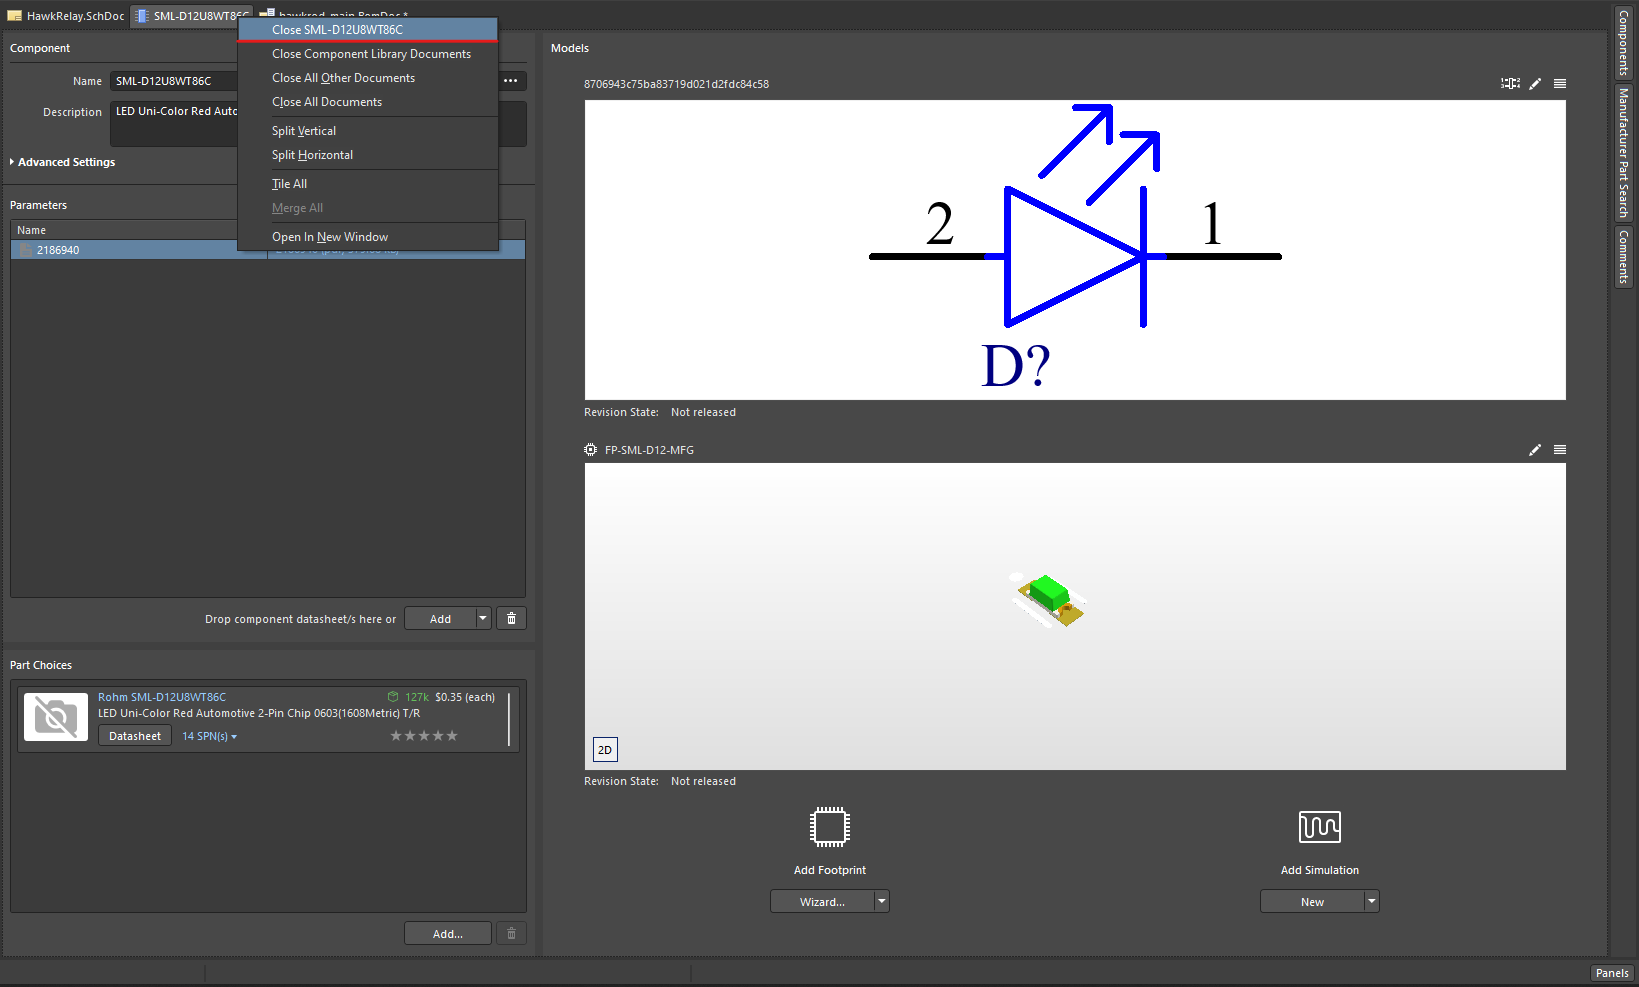 HawkRelay.SchDoc
SML-D12U8WT86C
Close SML-D12U8WT86C
Close Component Library Documents
Close All Other Documents
Close All Documents
Split Vertical
Split Horizontal
Tile All
Merge All
Open In New Window
Component
Name SML-D12U8WT86C
Description LED Uni-Color Red Auto
Advanced Settings
Parameters
Name
2186940
Drop component datasheet/s here or Add
Part Choices
Rohm SML-D12U8WT86C 127k $0.35 (each)
LED Uni-Color Red Automotive 2-Pin Chip 0603(1608Metric) T/R
Datasheet 14 SPN(s)
Add...
Models
8706943c75ba83719d021d2fdc84c58
2 1
D?
Revision State: Not released
FP-SML-D12-MFG
2D
Revision State: Not released
Add Footprint Add Simulation
Wizard... New
Components
Manufacturer Part Search
Comments
Panels